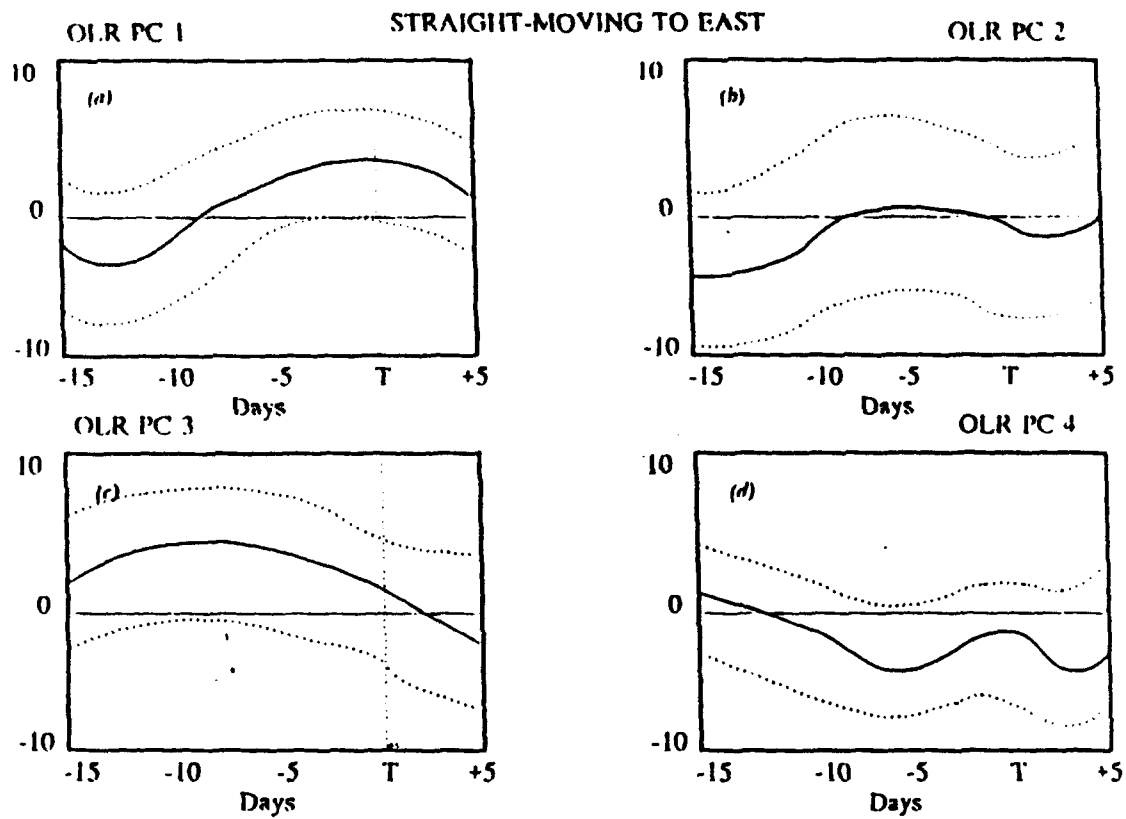 STRAIGHT-MOVING TO EAST
OLR PC 1
OLR PC 2
10
(a)
0
-10
-15 -10 -5 T +5
Days
10
(b)
0
-10
-15 -10 -5 T +5
Days
OLR PC 3
OLR PC 4
10
(c)
0
-10
-15 -10 -5 T +5
Days
10
(d)
0
-10
-15 -10 -5 T +5
Days